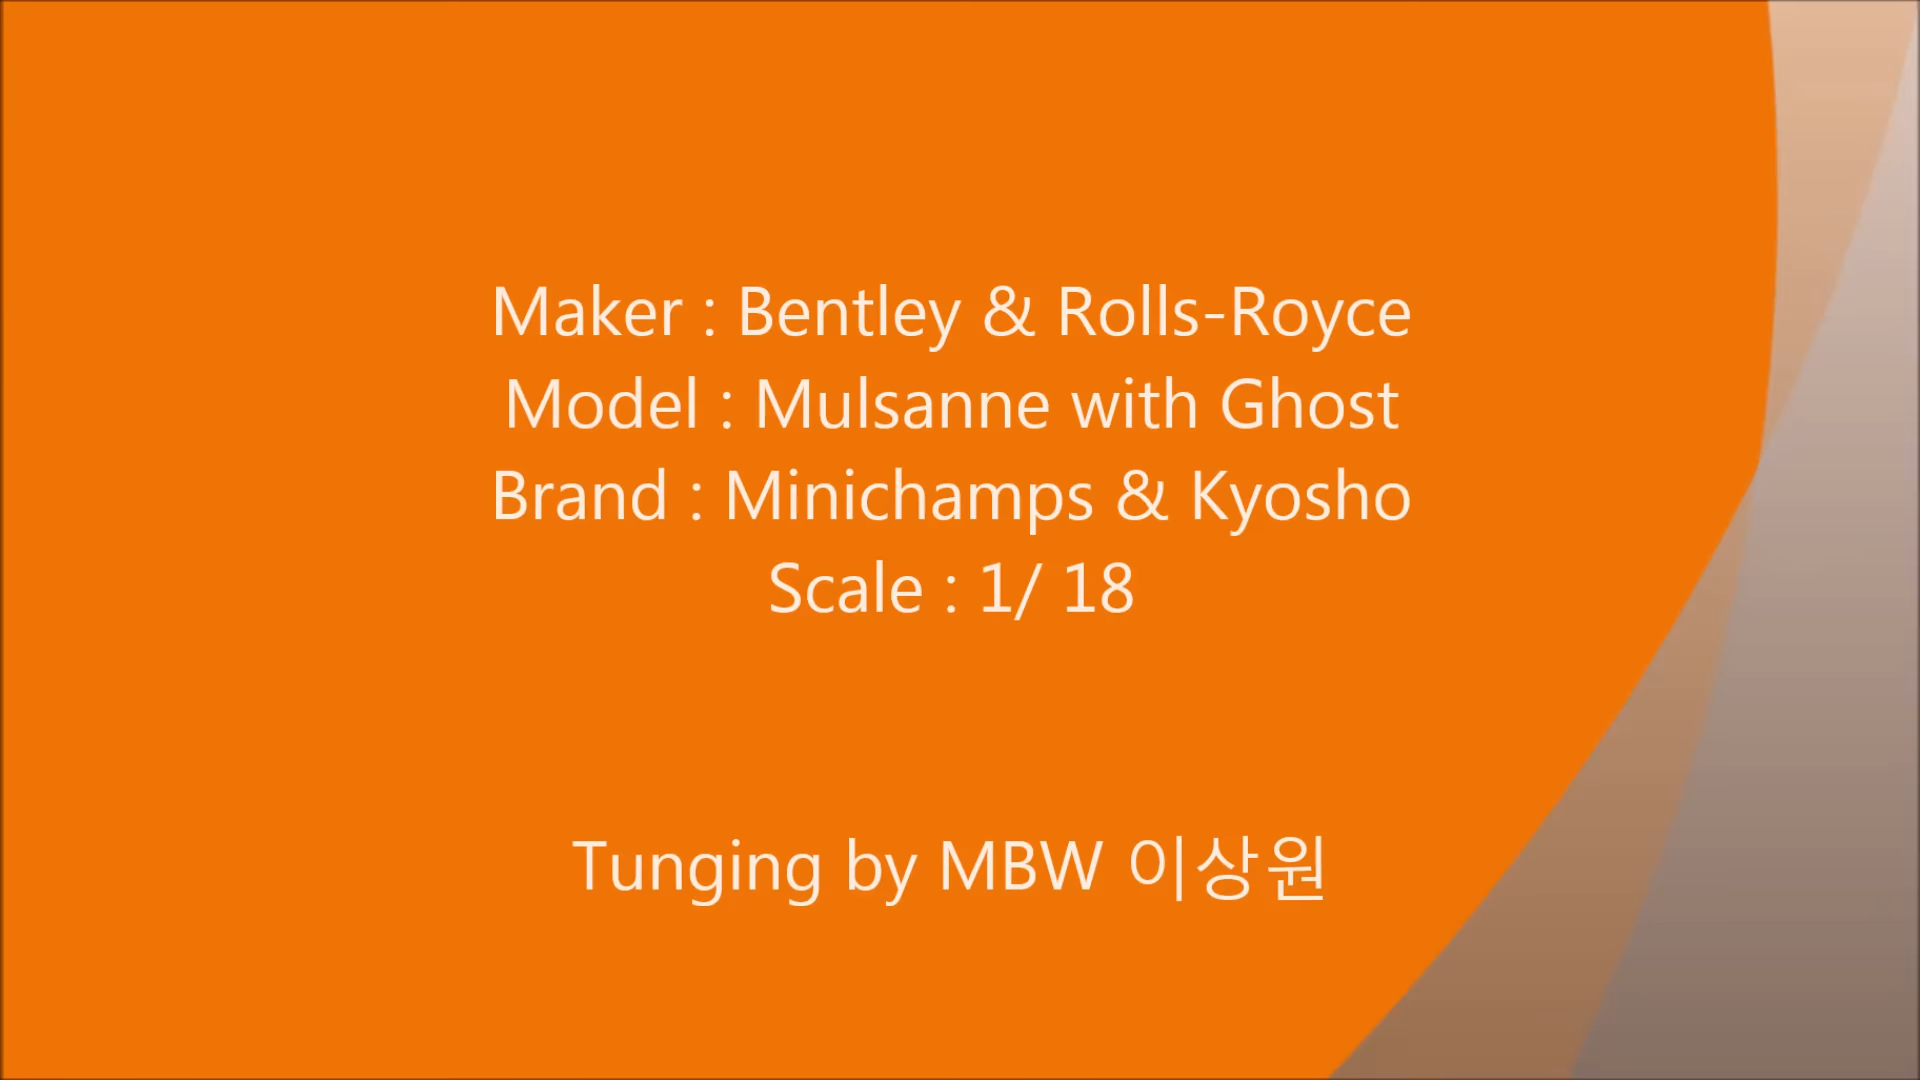 Maker : Bentley & Rolls-Royce
Model : Mulsanne with Ghost
Brand : Minichamps & Kyosho
Scale : 1/ 18
Tunging by MBW 이상원